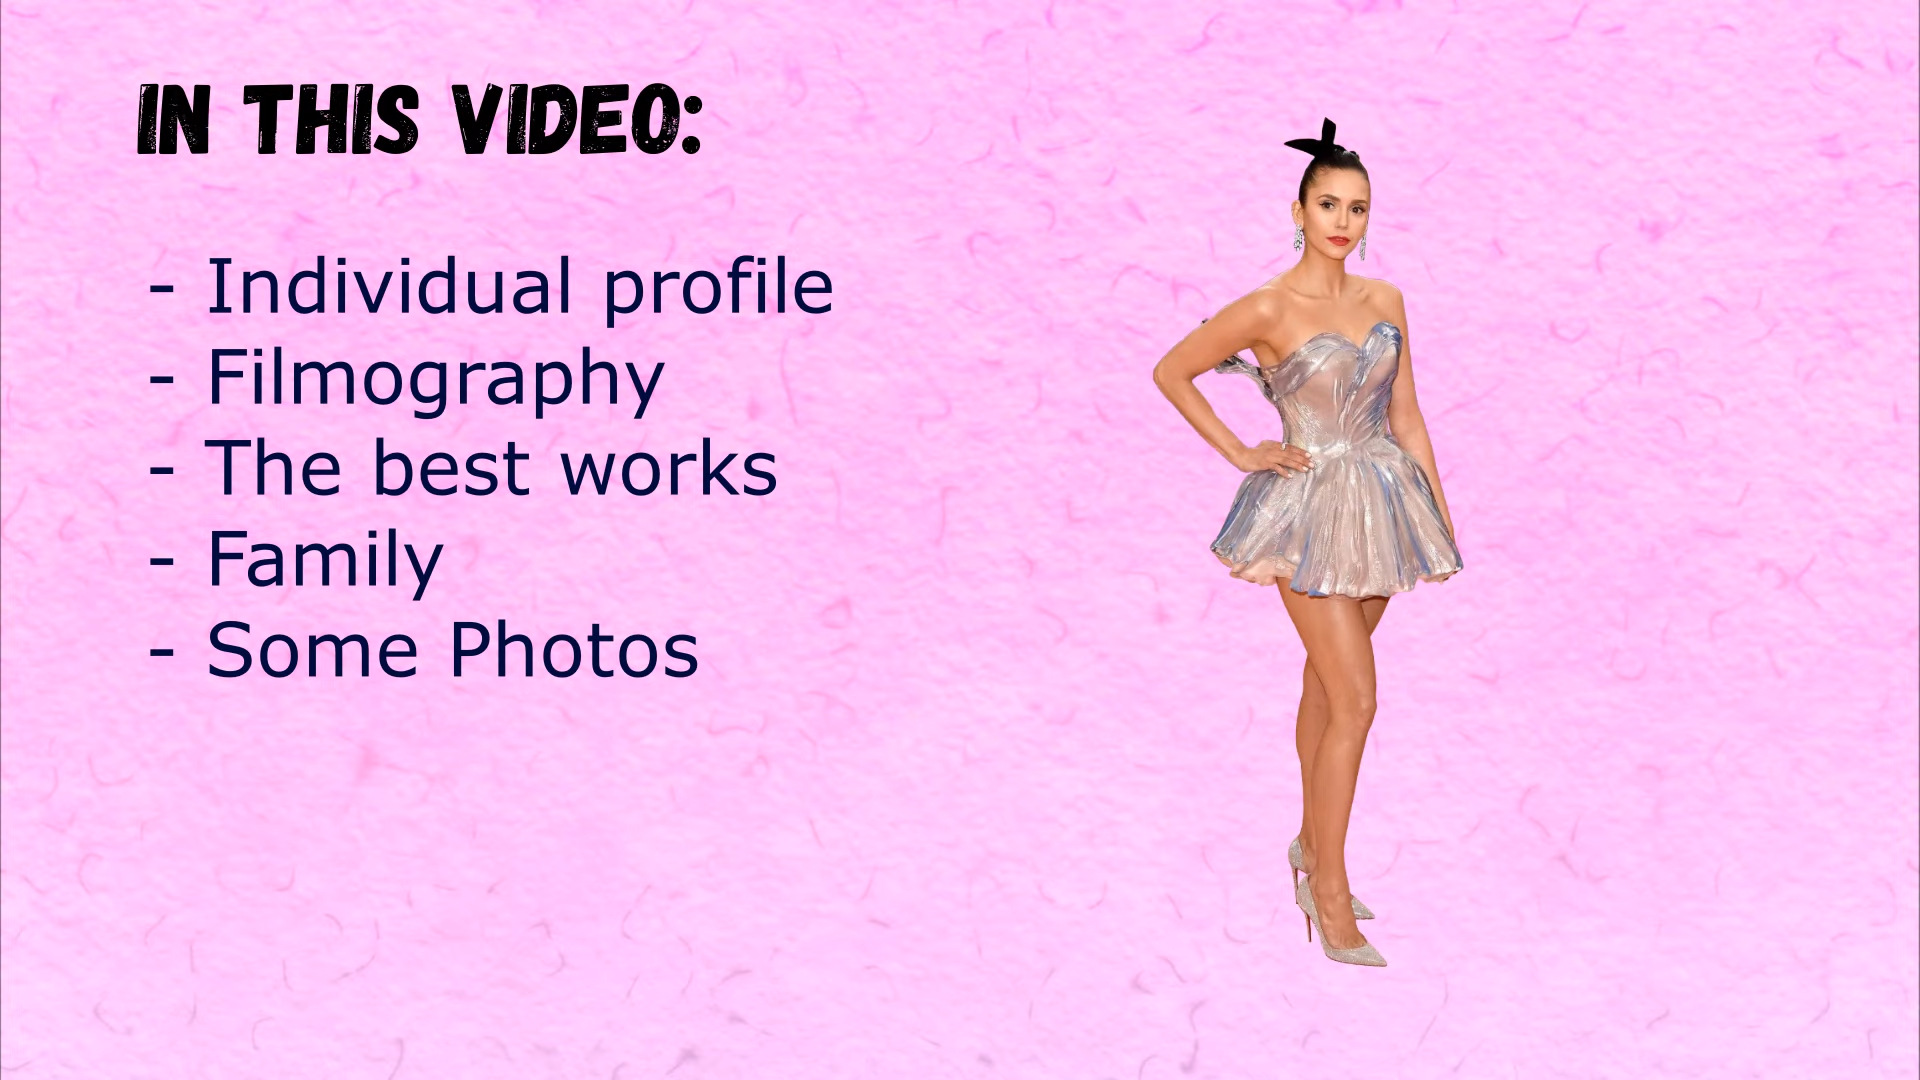 IN THIS VIDEO:
- Individual profile
- Filmography
- The best works
- Family
- Some Photos